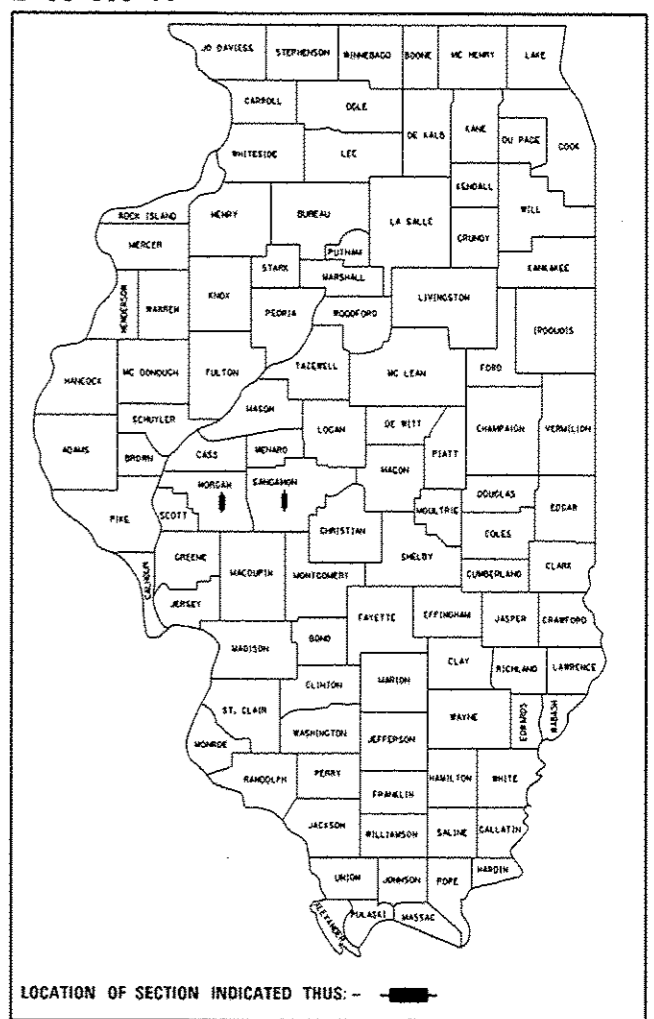 JO DAVIESS STEPHENSON WINNEBAGO BOONE MC HENRY LAKE
CARROLL OGLE DE KALB KANE DU PAGE COOK
WHITESIDE LEE KENDALL WILL
ROCK ISLAND HENRY BUREAU LA SALLE GRUNDY
MERCER PUTNAM KANKAKEE
HENDERSON WARREN KNOX STARK MARSHALL LIVINGSTON
PEORIA WOODFORD IROQUOIS
HANCOCK MC DONOUGH FULTON TAZEWELL MC LEAN FORD
MASON
ADAMS SCHUYLER LOGAN DE WITT CHAMPAIGN VERMILION
BROWN CASS MENARD MACON PIATT
PIKE SCOTT MORGAN SANGAMON MOULTRIE DOUGLAS EDGAR
CHRISTIAN COLES
CALHOUN GREENE MACOUPIN MONTGOMERY SHELBY CUMBERLAND CLARK
JERSEY FAYETTE EFFINGHAM JASPER CRAWFORD
MADISON BOND CLAY RICHLAND LAWRENCE
ST. CLAIR CLINTON MARION WAYNE EDWARDS WABASH
MONROE WASHINGTON JEFFERSON
RANDOLPH PERRY HAMILTON WHITE
FRANKLIN
JACKSON WILLIAMSON SALINE GALLATIN
UNION JOHNSON POPE HARDIN
ALEXANDER PULASKI MASSAC
LOCATION OF SECTION INDICATED THUS: -